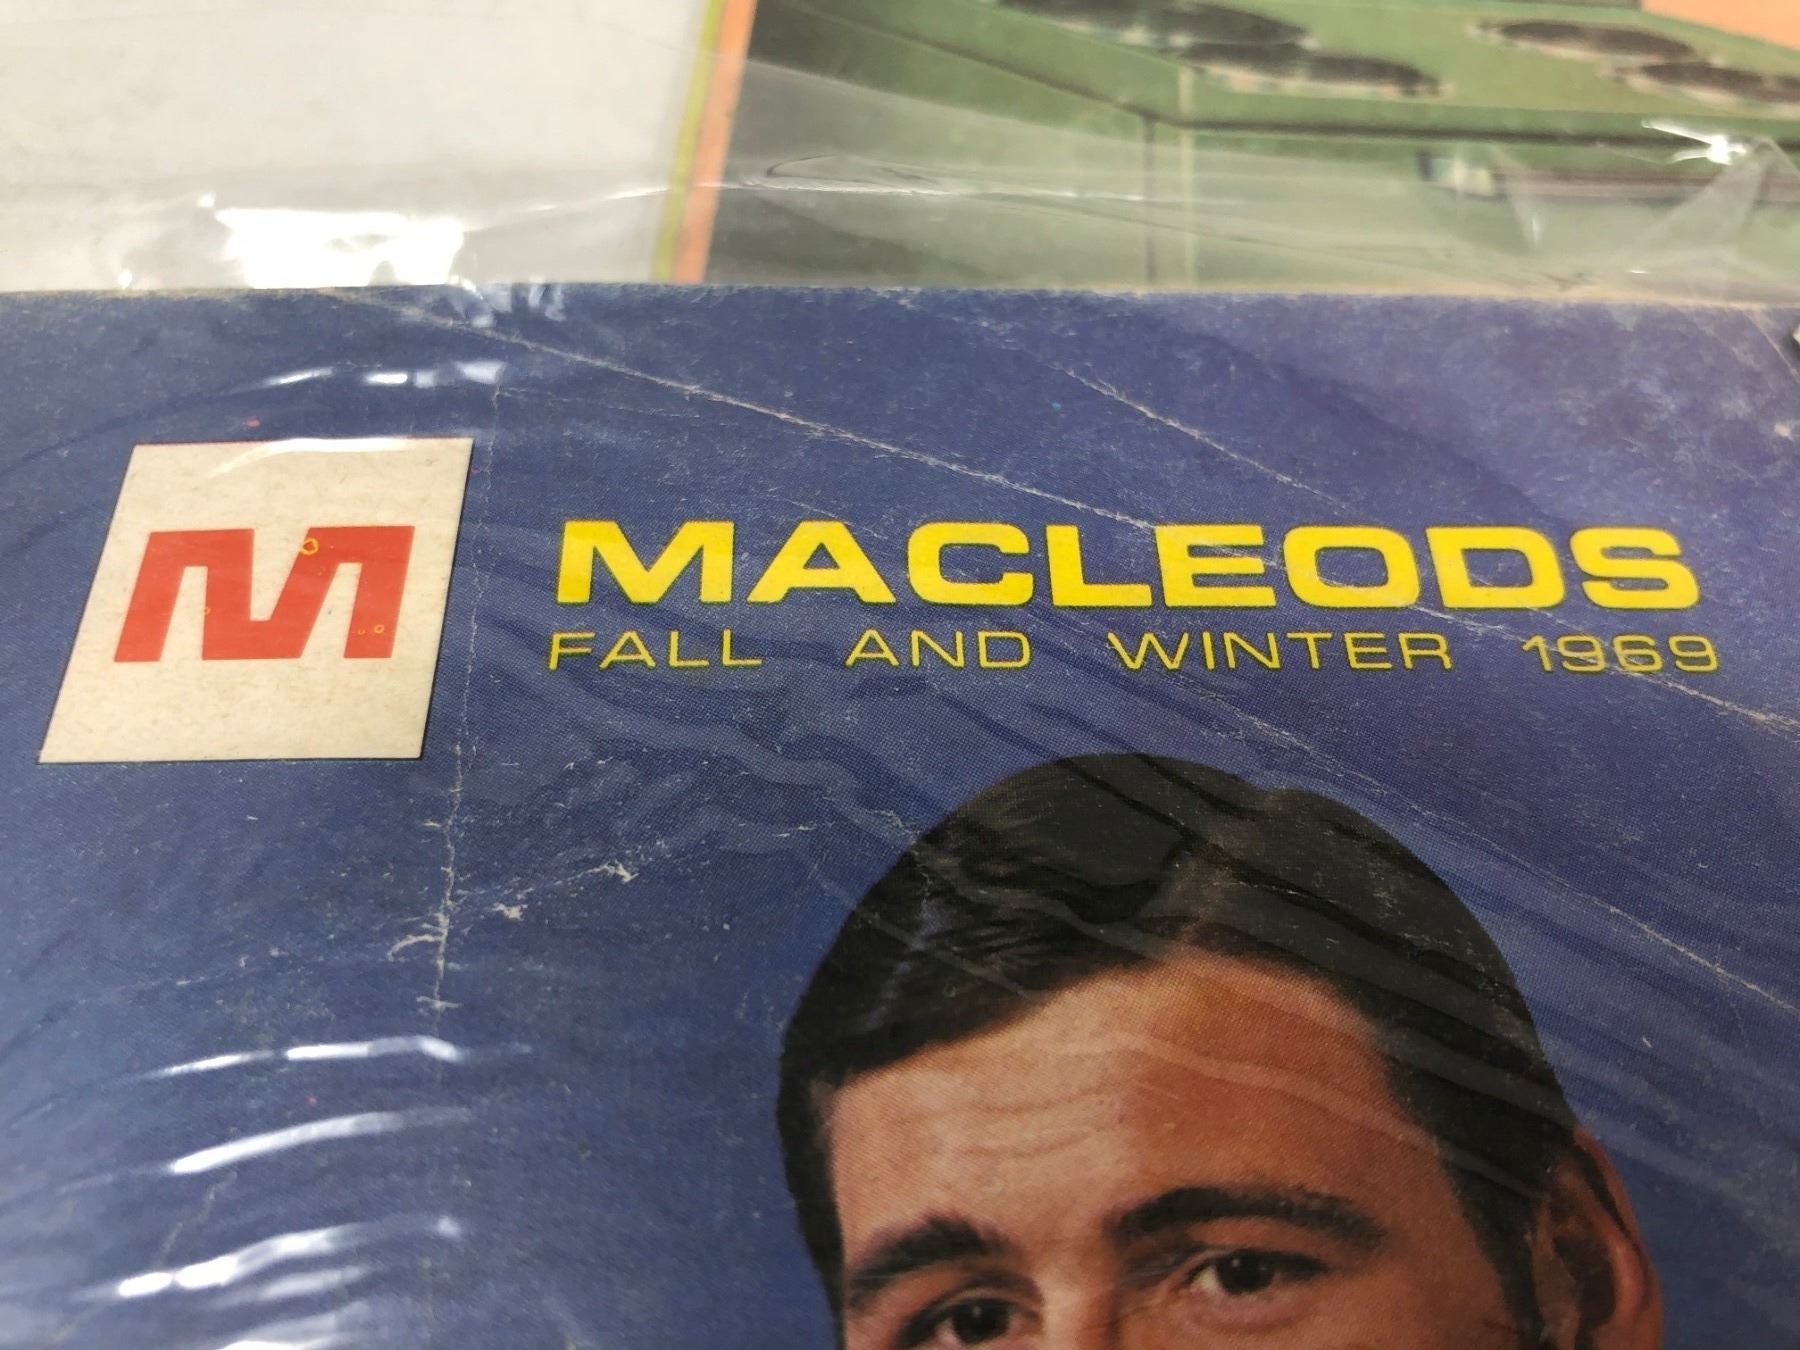 M
MACLEODS
FALL AND WINTER 1969